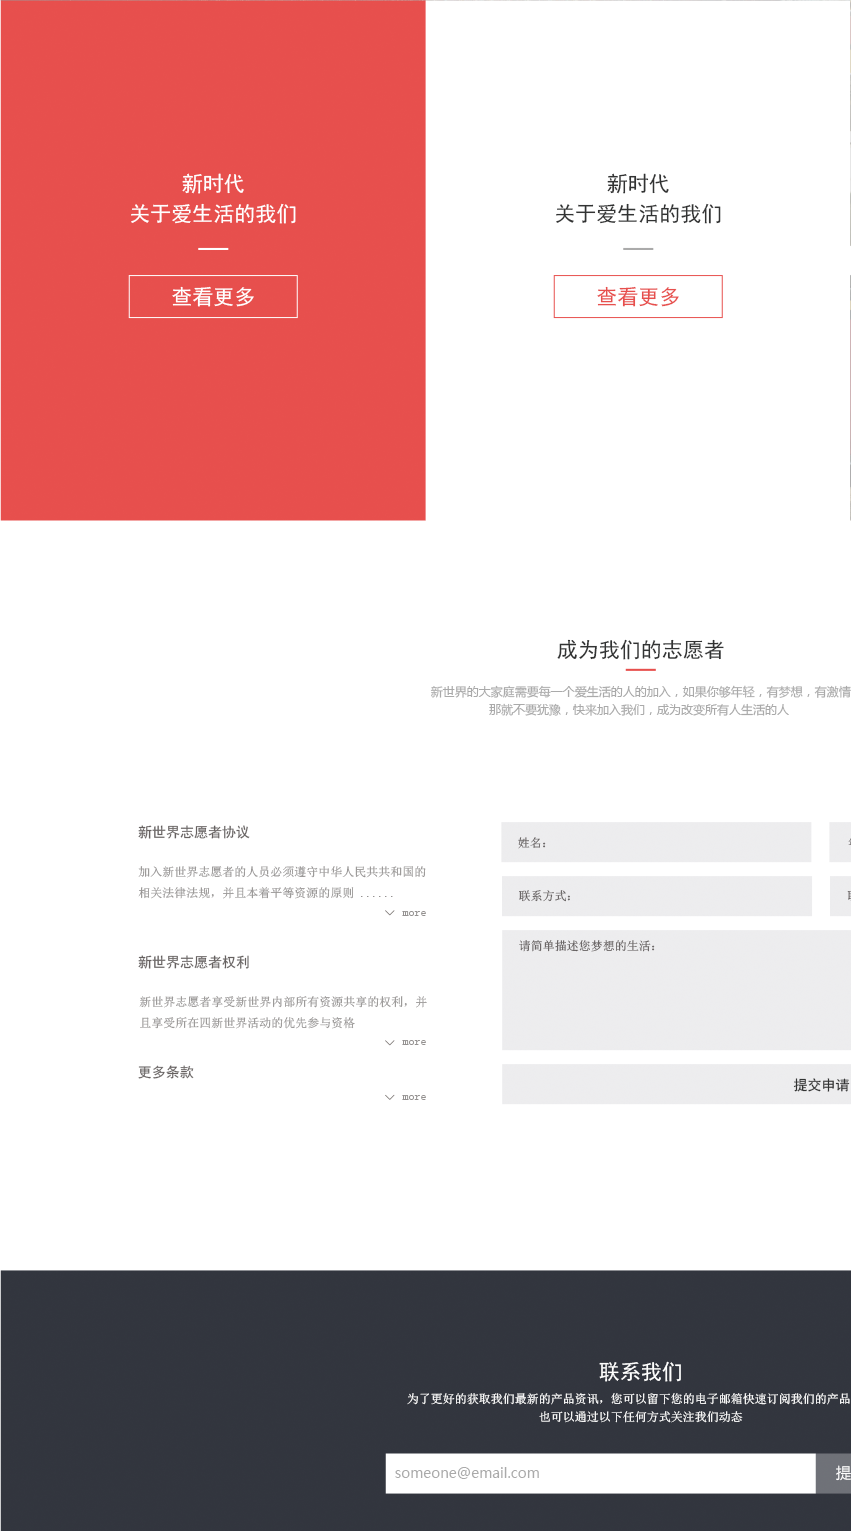 新时代
关于爱生活的我们
查看更多
新时代
关于爱生活的我们
查看更多
成为我们的志愿者
新世界的大家庭需要每一个爱生活的人的加入，如果你够年轻，有梦想，有激情
那就不要犹豫，快来加入我们，成为改变所有人生活的人
新世界志愿者协议
加入新世界志愿者的人员必须遵守中华人民共共和国的
相关法律法规，并且本着平等资源的原则 ......
more
新世界志愿者权利
新世界志愿者享受新世界内部所有资源共享的权利，并
且享受所在四新世界活动的优先参与资格
more
更多条款
more
姓名：
联系方式：
请简单描述您梦想的生活：
提交申请
联系我们
为了更好的获取我们最新的产品资讯，您可以留下您的电子邮箱快速订阅我们的产品
也可以通过以下任何方式关注我们动态
someone@email.com
提